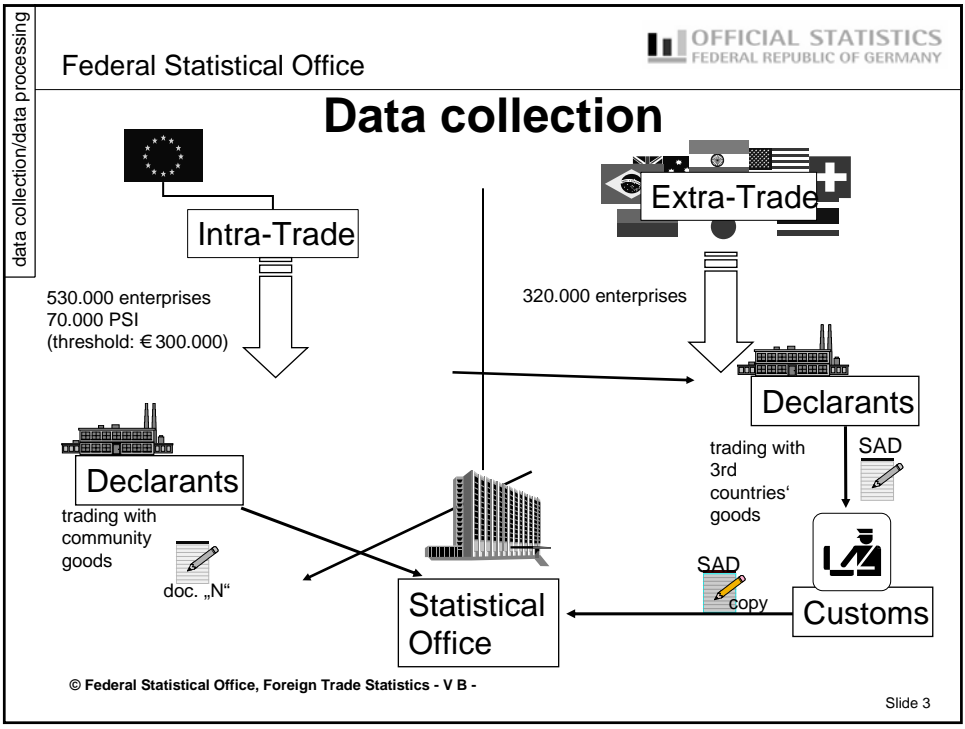 data collection/data processing
Federal Statistical Office
OFFICIAL STATISTICS
FEDERAL REPUBLIC OF GERMANY
Data collection
Intra-Trade
Extra-Trade
530.000 enterprises
70.000 PSI
(threshold: € 300.000)
320.000 enterprises
Declarants
trading with
3rd
countries‘
goods
SAD
Declarants
trading with
community
goods
doc. „N“
SAD
copy
Customs
Statistical
Office
© Federal Statistical Office, Foreign Trade Statistics - V B -
Slide 3